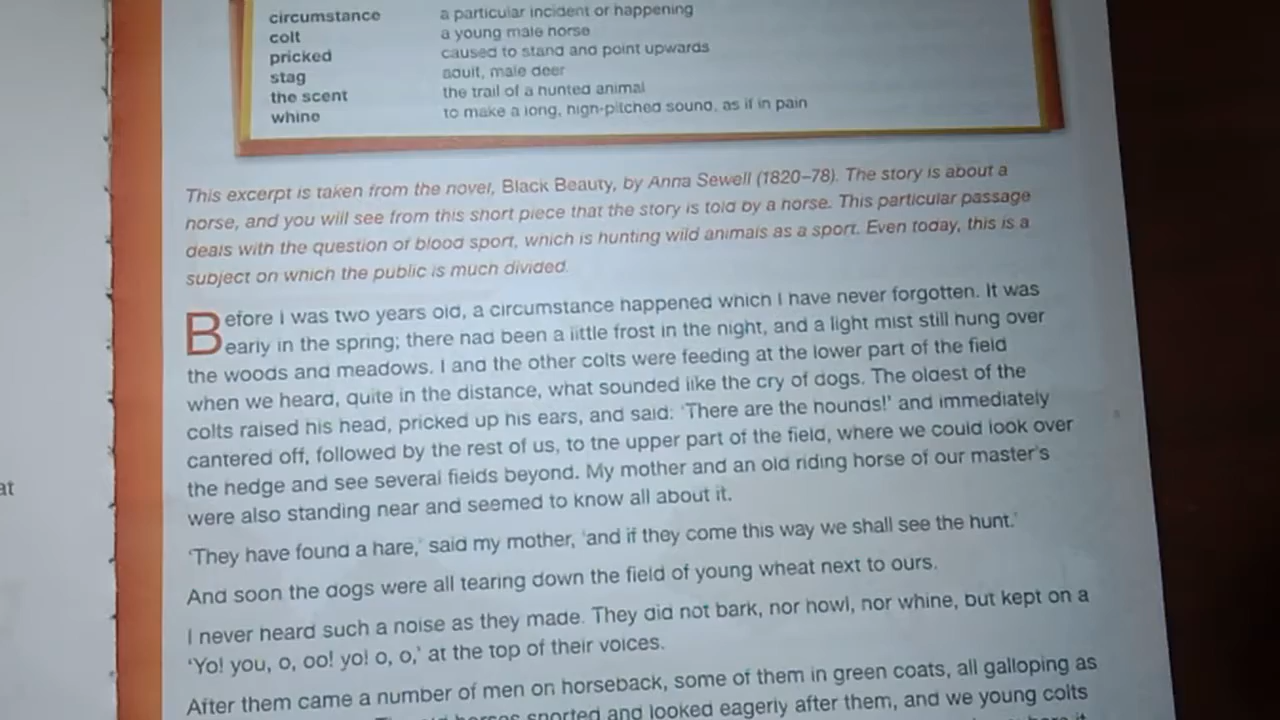 circumstance a particular incident or happening
colt a young male horse
pricked caused to stand and point upwards
stag adult, male deer
the scent the trail of a hunted animal
whine to make a long, high-pitched sound, as if in pain
This excerpt is taken from the novel, Black Beauty, by Anna Sewell (1820–78). The story is about a
horse, and you will see from this short piece that the story is told by a horse. This particular passage
deals with the question of blood sport, which is hunting wild animals as a sport. Even today, this is a
subject on which the public is much divided.
Before I was two years old, a circumstance happened which I have never forgotten. It was
early in the spring; there had been a little frost in the night, and a light mist still hung over
the woods and meadows. I and the other colts were feeding at the lower part of the field
when we heard, quite in the distance, what sounded like the cry of dogs. The oldest of the
colts raised his head, pricked up his ears, and said: 'There are the hounds!' and immediately
cantered off, followed by the rest of us, to the upper part of the field, where we could look over
the hedge and see several fields beyond. My mother and an old riding horse of our master's
were also standing near and seemed to know all about it.
at
'They have found a hare,' said my mother, 'and if they come this way we shall see the hunt.'
And soon the dogs were all tearing down the field of young wheat next to ours.
I never heard such a noise as they made. They did not bark, nor howl, nor whine, but kept on a
'Yo! you, o, oo! yo! o, o,' at the top of their voices.
After them came a number of men on horseback, some of them in green coats, all galloping as
snorted and looked eagerly after them, and we young colts